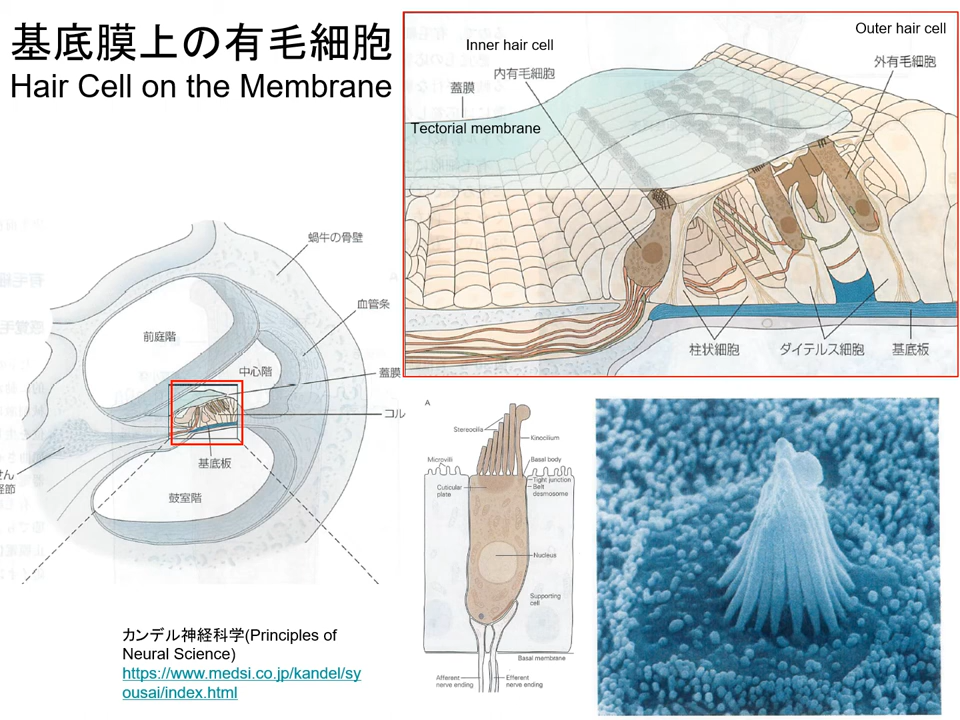 基底膜上の有毛細胞
Hair Cell on the Membrane
Inner hair cell
Outer hair cell
内有毛細胞
外有毛細胞
蓋膜
Tectorial membrane
柱状細胞
ダイテルス細胞
基底板
蝸牛の骨壁
血管条
前庭階
中心階
蓋膜
コル
基底板
鼓室階
せん
経節
A
Stereocilia
Kinocilium
Microvilli
Basal body
Tight junction
Belt
desmosome
Cuticular
plate
Nucleus
Supporting
cell
Basal membrane
Afferent
nerve ending
Efferent
nerve ending
カンデル神経科学(Principles of
Neural Science)
https://www.medsi.co.jp/kandel/sy
ousai/index.html